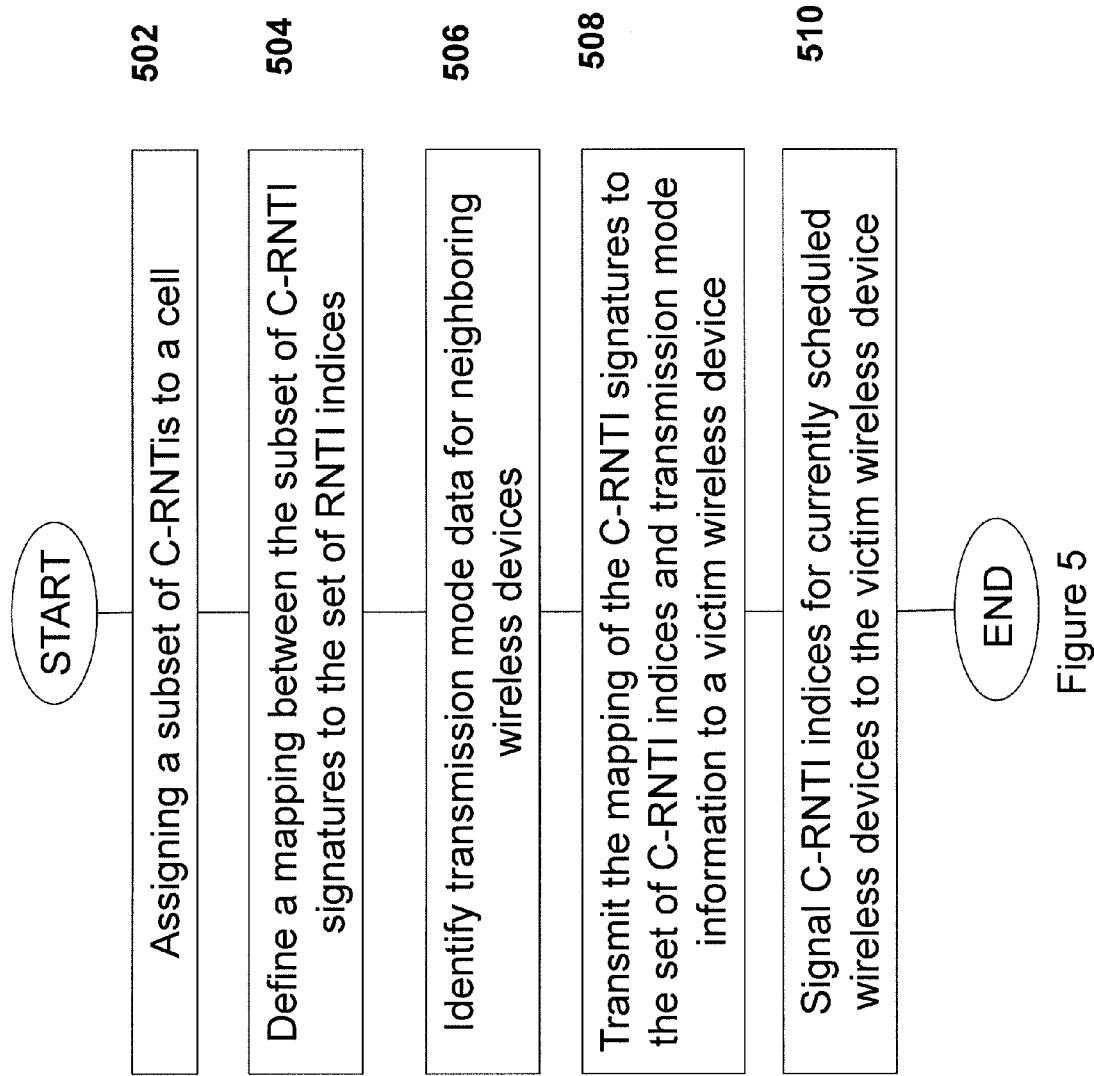 START
Assigning a subset of C-RNTIs to a cell
502
Define a mapping between the subset of C-RNTI
signatures to the set of RNTI indices
504
Identify transmission mode data for neighboring
wireless devices
506
Transmit the mapping of the C-RNTI signatures to
the set of C-RNTI indices and transmission mode
information to a victim wireless device
508
Signal C-RNTI indices for currently scheduled
wireless devices to the victim wireless device
510
END
Figure 5